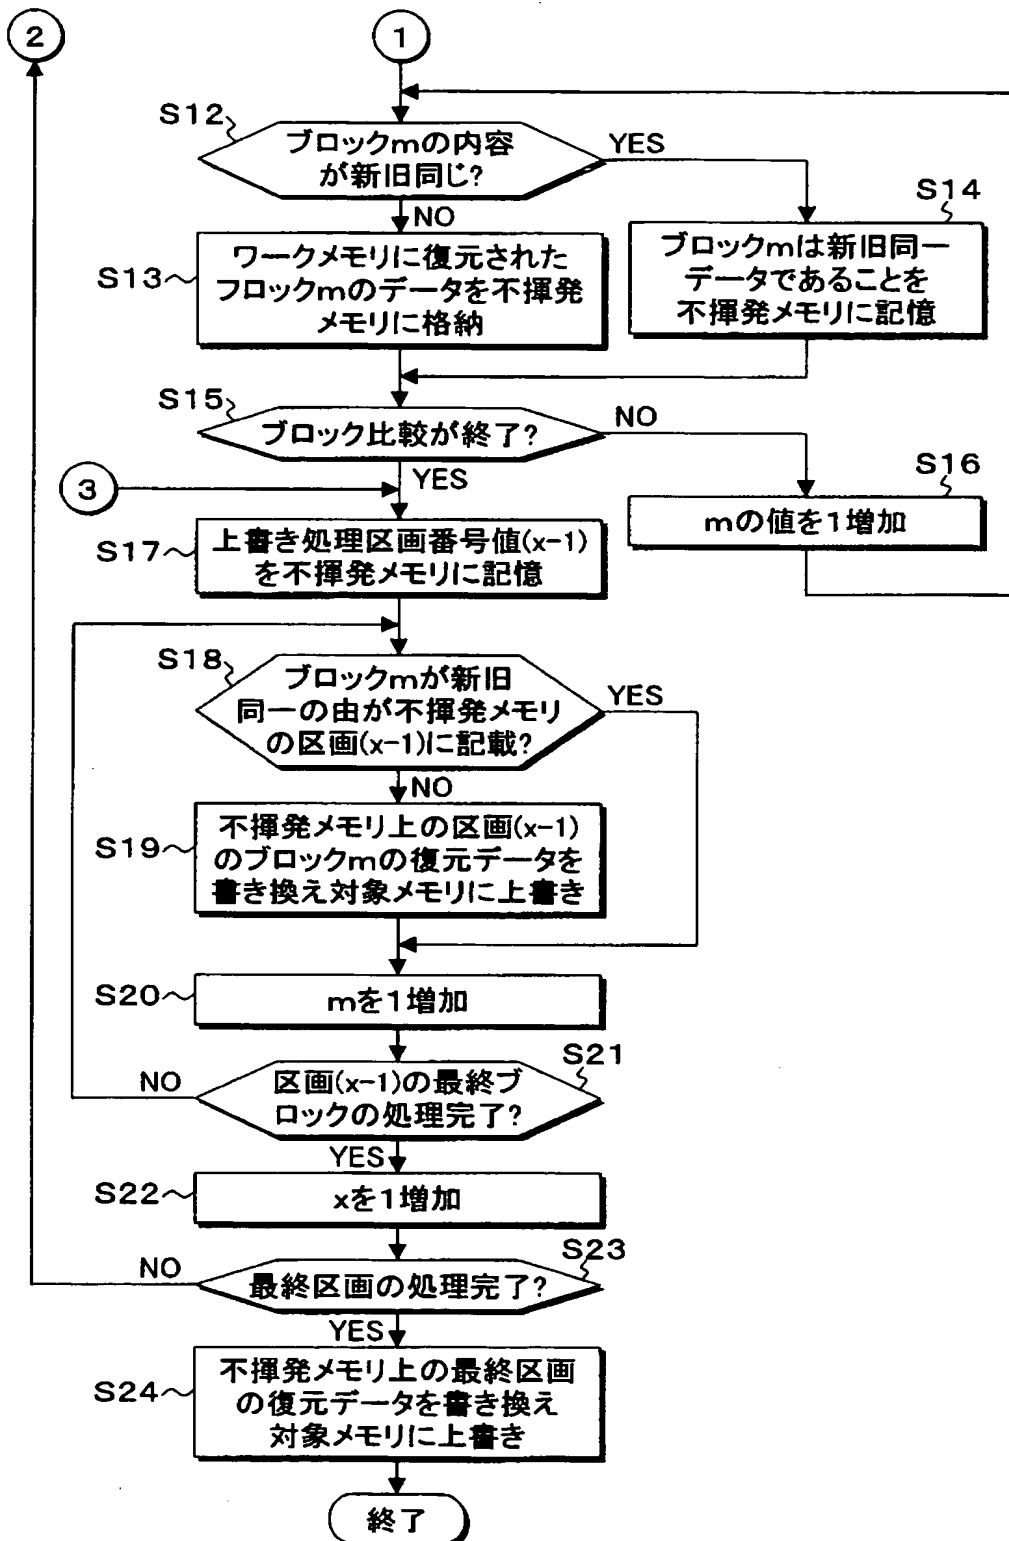 2
1
S12
ブロックmの内容
が新旧同じ?
YES
NO
S13
ワークメモリに復元された
フロックmのデータを不揮発
メモリに格納
S14
ブロックmは新旧同一
データであることを
不揮発メモリに記憶
S15
ブロック比較が終了?
NO
YES
S16
mの値を1増加
3
S17
上書き処理区画番号値(x-1)
を不揮発メモリに記憶
S18
ブロックmが新旧
同一の由が不揮発メモリ
の区画(x-1)に記載?
YES
NO
S19
不揮発メモリ上の区画(x-1)
のブロックmの復元データを
書き換え対象メモリに上書き
S20
mを1増加
S21
区画(x-1)の最終ブ
ロックの処理完了?
NO
YES
S22
xを1増加
S23
最終区画の処理完了?
NO
YES
S24
不揮発メモリ上の最終区画
の復元データを書き換え
対象メモリに上書き
終了